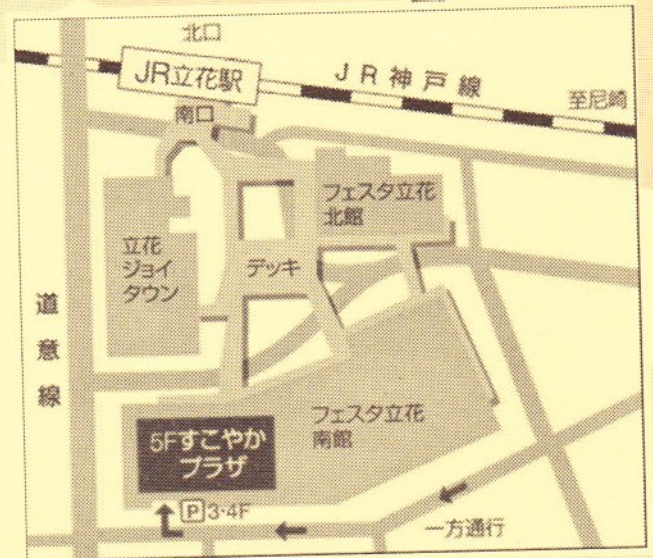 北口
JR立花駅
JR神戸線
至尼崎
南口
フェスタ立花
北館
立花
ジョイ
タウン
デッキ
道意線
フェスタ立花
南館
5Fすこやか
プラザ
P3·4F
一方通行